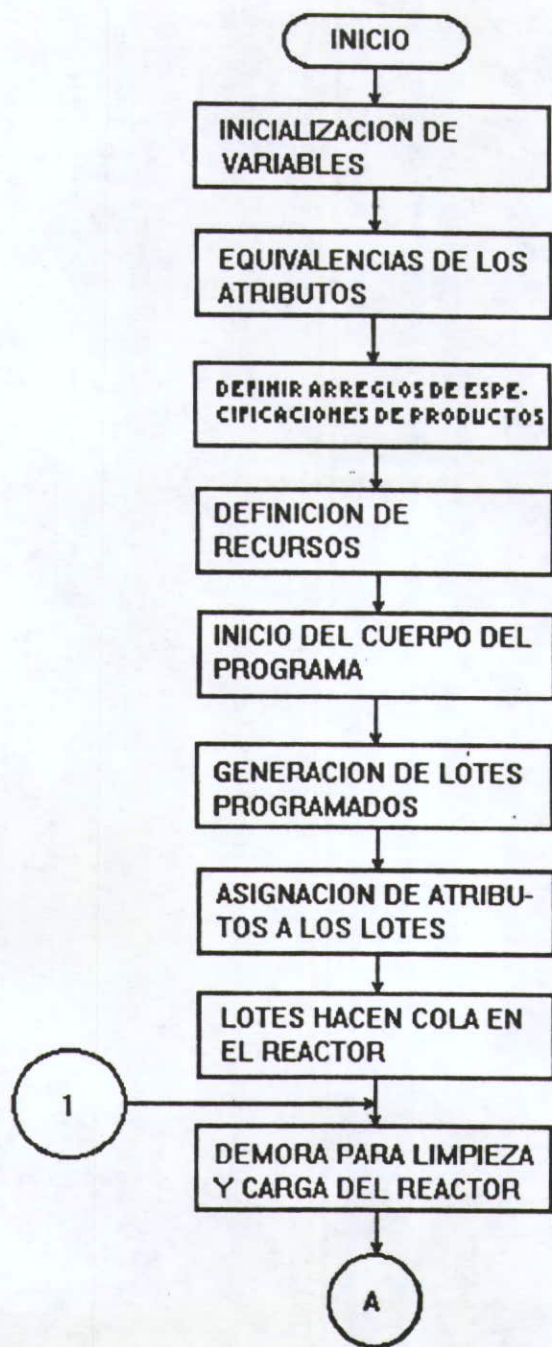 INICIO
INICIALIZACION DE
VARIABLES
EQUIVALENCIAS DE LOS
ATRIBUTOS
DEFINIR ARREGLOS DE ESPE-
CIFICACIONES DE PRODUCTOS
DEFINICION DE
RECURSOS
INICIO DEL CUERPO DEL
PROGRAMA
GENERACION DE LOTES
PROGRAMADOS
ASIGNACION DE ATRIBU-
TOS A LOS LOTES
LOTES HACEN COLA EN
EL REACTOR
1
DEMORA PARA LIMPIEZA
Y CARGA DEL REACTOR
A